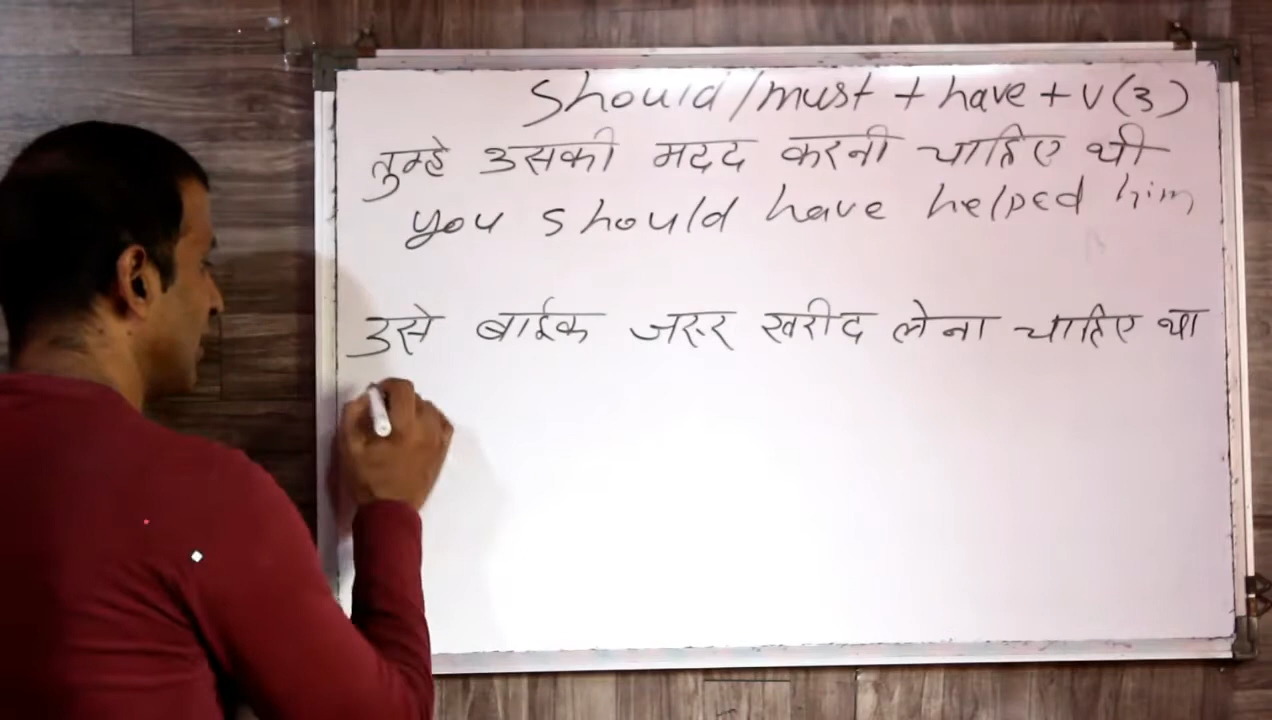 Should/must + have + V(3)
तुम्हे उसकी मदद करनी चाहिए थी
you should have helped him
उसे बाईक जरूर खरीद लेना चाहिए था